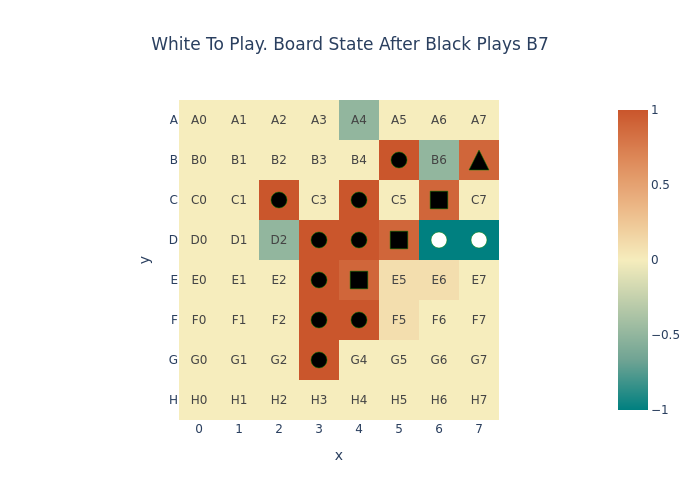 White To Play. Board State After Black Plays B7
A A0 A1 A2 A3 A4 A5 A6 A7 1
B B0 B1 B2 B3 B4 B6
0.5
C C0 C1 C3 C5 C7
D D0 D1 D2
y 0
E E0 E1 E2 E5 E6 E7
F F0 F1 F2 F5 F6 F7
−0.5
G G0 G1 G2 G4 G5 G6 G7
H H0 H1 H2 H3 H4 H5 H6 H7
−1
0 1 2 3 4 5 6 7
x